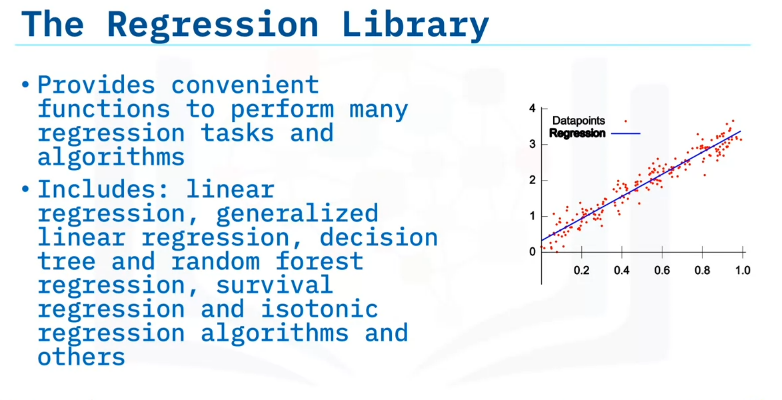 The Regression Library
• Provides convenient
functions to perform many
regression tasks and
algorithms
• Includes: linear
regression, generalized
linear regression, decision
tree and random forest
regression, survival
regression and isotonic
regression algorithms and
others
Datapoints
Regression
4
3
2
1
0
0.2 0.4 0.6 0.8 1.0